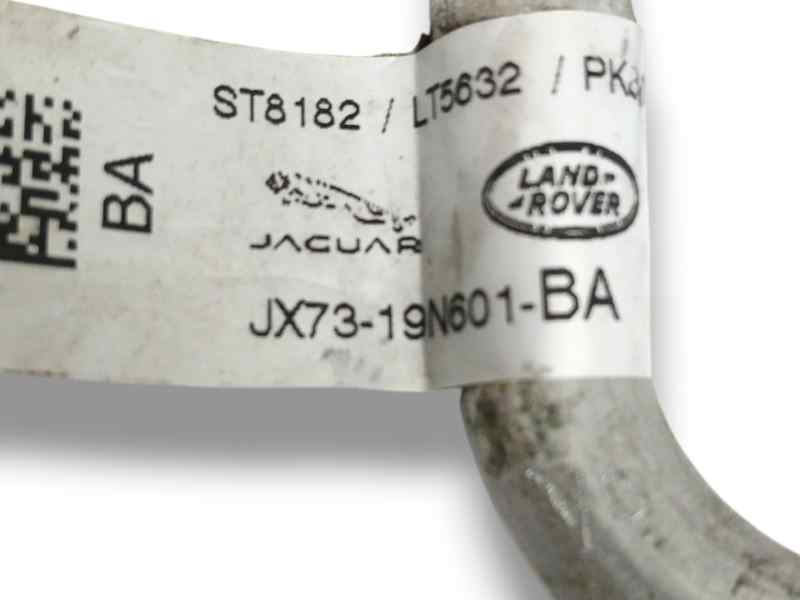 ST8182 / LT5632 / PK
BA
JAGUAR
LAND-
-ROVER
JX73-19N601-BA